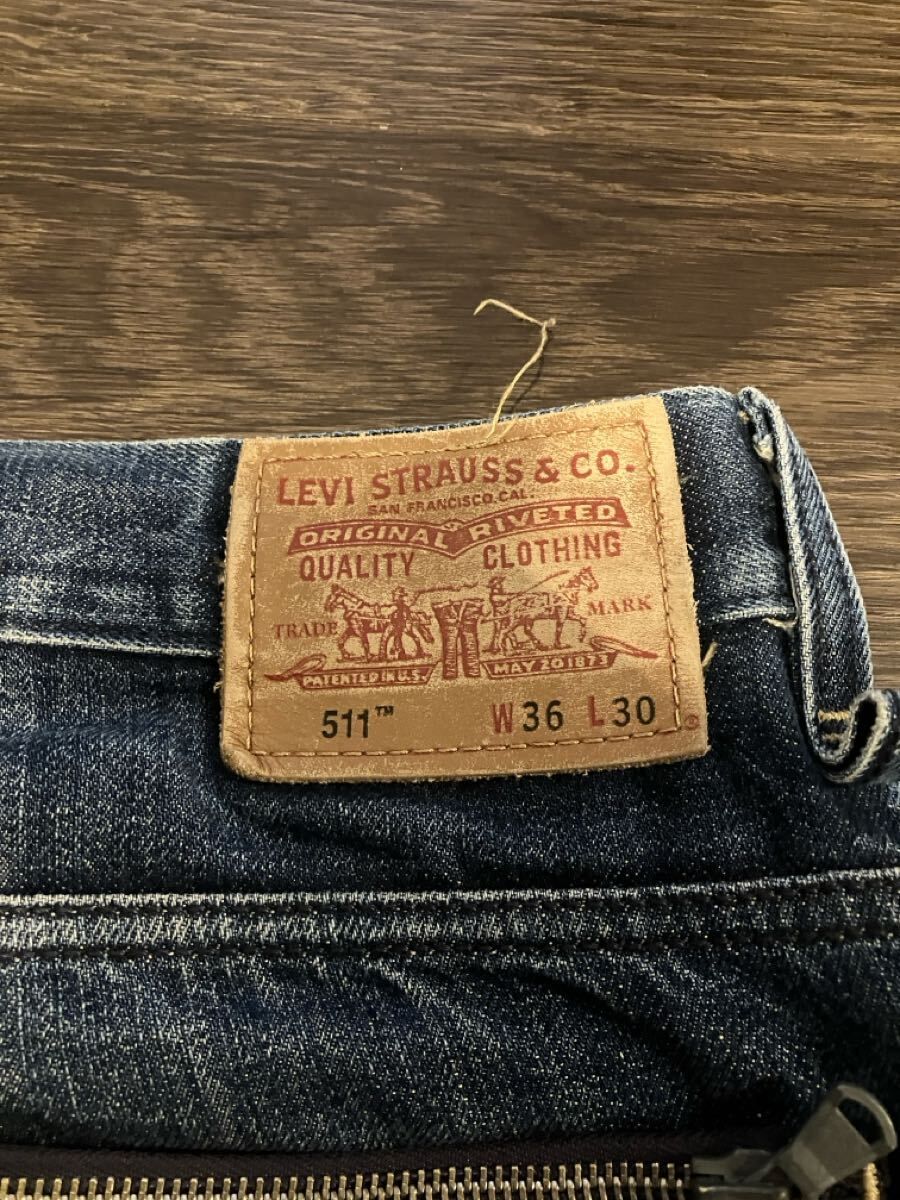 LEVI STRAUSS & CO.
SAN FRANCISCO, CAL.
ORIGINAL RIVETED
QUALITY CLOTHING
TRADE MARK
PATENTED IN U.S. MAY 20 1873
511™ W36 L30 ®